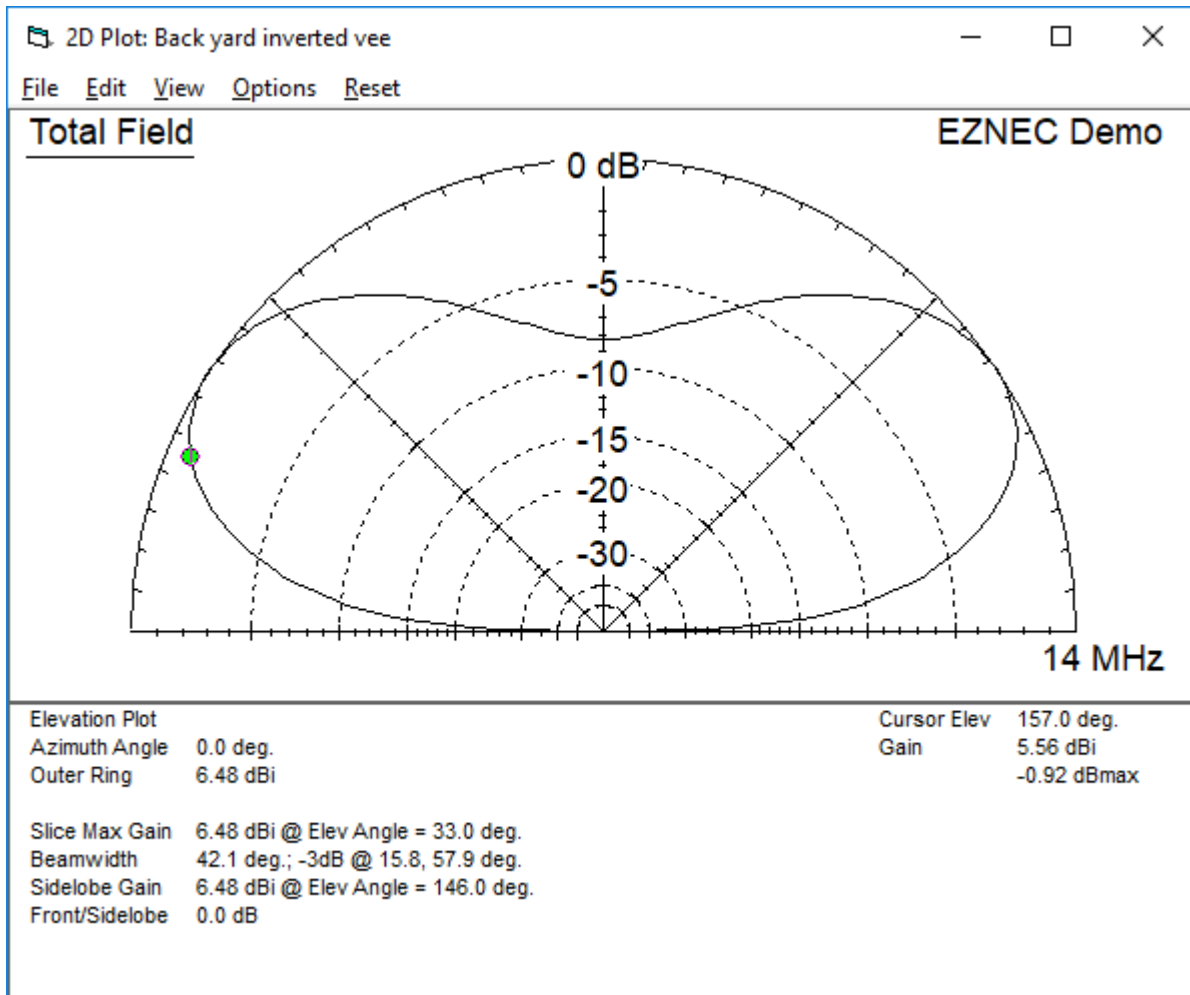 2D Plot: Back yard inverted vee
File Edit View Options Reset
Total Field EZNEC Demo
0 dB
-5
-10
-15
-20
-30
14 MHz
Elevation Plot Cursor Elev 157.0 deg.
Azimuth Angle 0.0 deg. Gain 5.56 dBi
Outer Ring 6.48 dBi -0.92 dBmax
Slice Max Gain 6.48 dBi @ Elev Angle = 33.0 deg.
Beamwidth 42.1 deg.; -3dB @ 15.8, 57.9 deg.
Sidelobe Gain 6.48 dBi @ Elev Angle = 146.0 deg.
Front/Sidelobe 0.0 dB